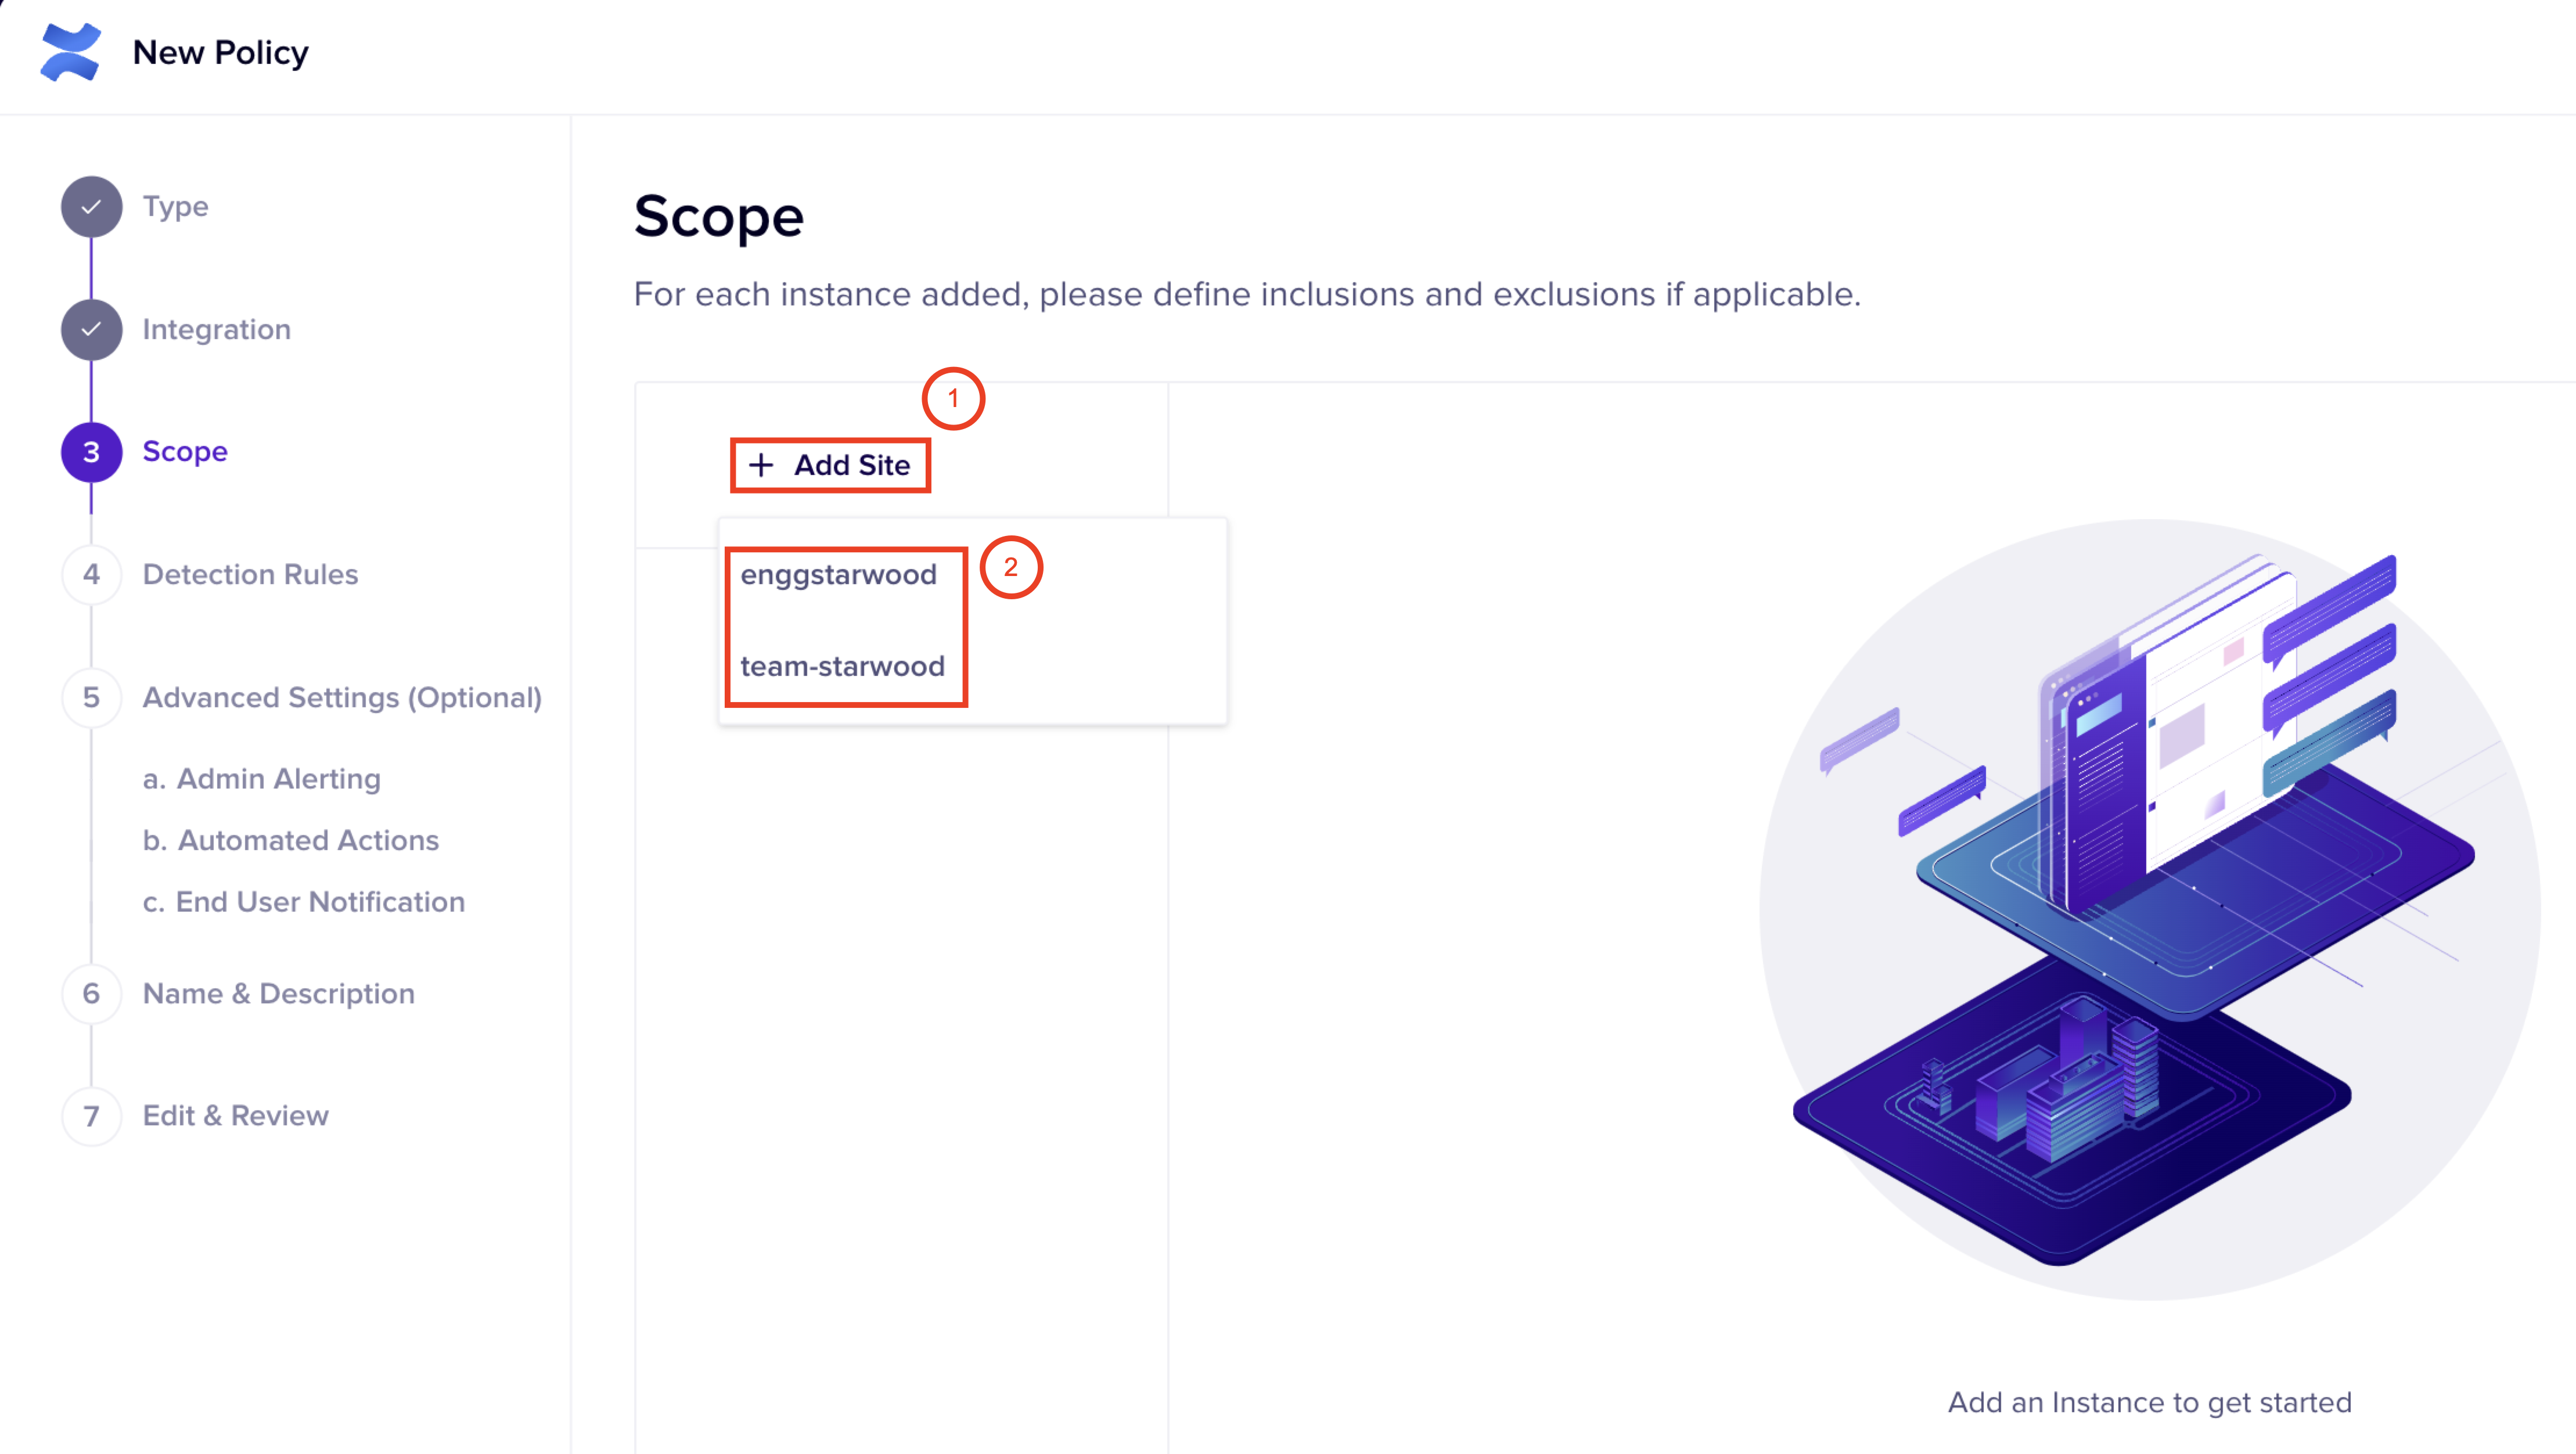 New Policy
Type
Integration
3 Scope
4 Detection Rules
5 Advanced Settings (Optional)
a. Admin Alerting
b. Automated Actions
c. End User Notification
6 Name & Description
7 Edit & Review
Scope
For each instance added, please define inclusions and exclusions if applicable.
1
+ Add Site
2
enggstarwood
team-starwood
Add an Instance to get started